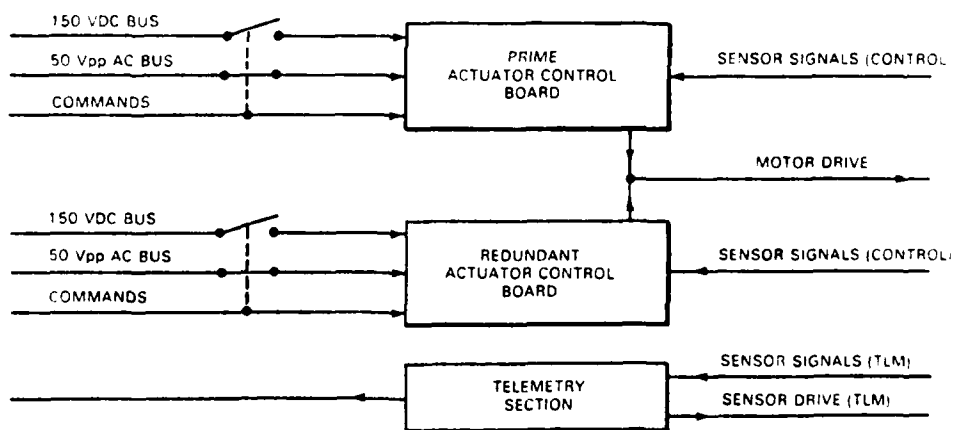 150 VDC BUS
50 Vpp AC BUS
COMMANDS
PRIME
ACTUATOR CONTROL
BOARD
SENSOR SIGNALS (CONTROL
MOTOR DRIVE
150 VDC BUS
50 Vpp AC BUS
COMMANDS
REDUNDANT
ACTUATOR CONTROL
BOARD
SENSOR SIGNALS (CONTROL)
TELEMETRY
SECTION
SENSOR SIGNALS (TLM)
SENSOR DRIVE (TLM)